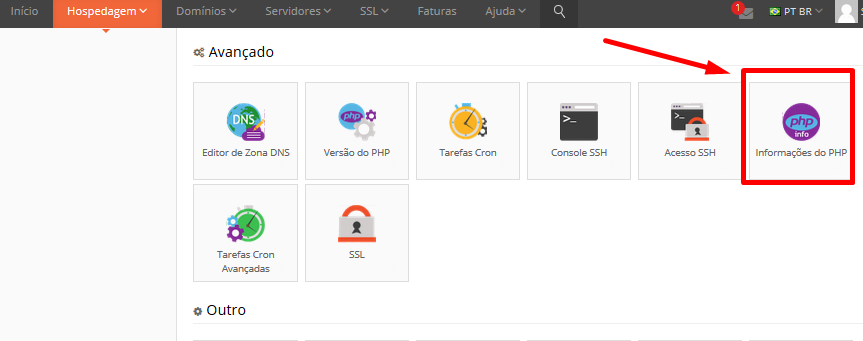 Início Hospedagem Domínios Servidores SSL Faturas Ajuda 1 PT BR S
Avançado
DNS php >_ >_ php info
Editor de Zona DNS Versão do PHP Tarefas Cron Console SSH Acesso SSH Informações do PHP
Tarefas Cron SSL
Avançadas
Outro